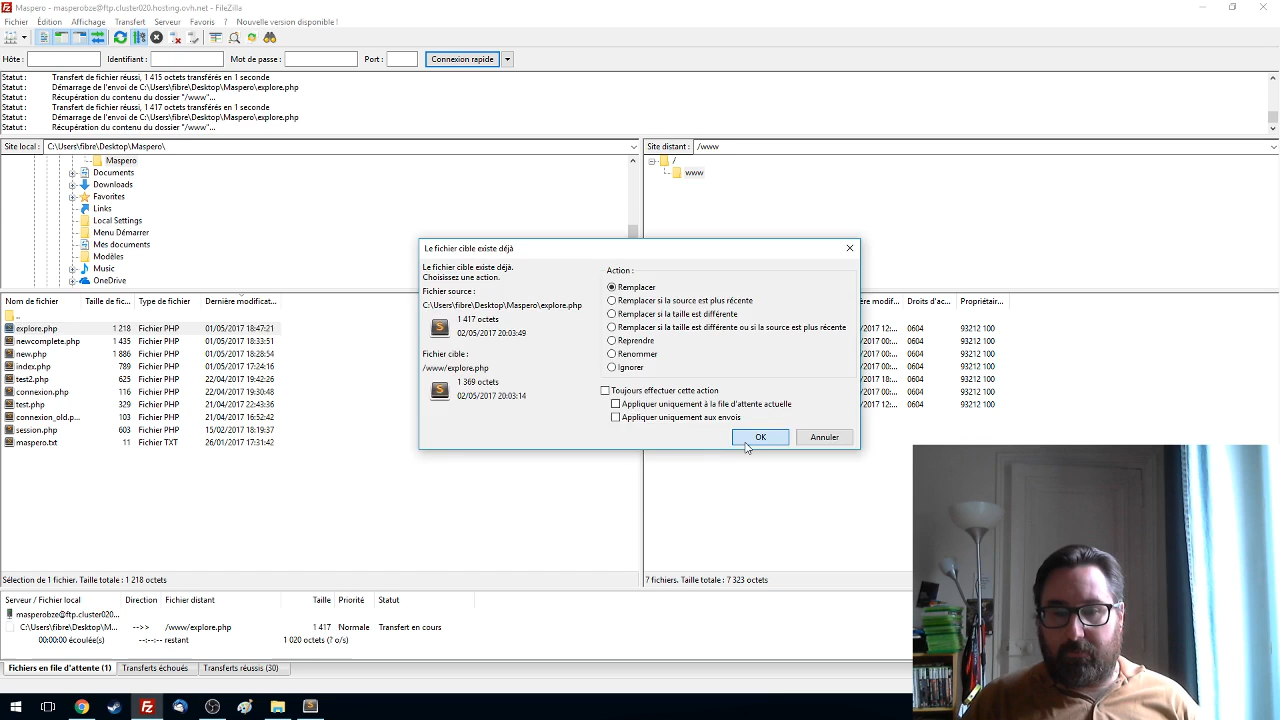 Maspero - masperobze@ftp.cluster020.hosting.ovh.net - FileZilla
Fichier Édition Affichage Transfert Serveur Favoris ? Nouvelle version disponible !
Hôte : Identifiant : Mot de passe : Port : Connexion rapide
Statut : Transfert de fichier réussi, 1 415 octets transférés en 1 seconde
Statut : Démarrage de l'envoi de C:\Users\fibre\Desktop\Maspero\explore.php
Statut : Récupération du contenu du dossier "/www"...
Statut : Transfert de fichier réussi, 1 417 octets transférés en 1 seconde
Statut : Démarrage de l'envoi de C:\Users\fibre\Desktop\Maspero\explore.php
Statut : Récupération du contenu du dossier "/www"...
Site local : C:\Users\fibre\Desktop\Maspero\
Site distant : /www
Maspero
Documents
Downloads
Favorites
Links
Local Settings
Menu Démarrer
Mes documents
Modèles
Music
OneDrive
/
www
Nom de fichier Taille de fic... Type de fichier Dernière modificat...
..
explore.php 1 218 Fichier PHP 01/05/2017 18:47:21
newcomplete.php 1 435 Fichier PHP 01/05/2017 18:33:51
new.php 1 886 Fichier PHP 01/05/2017 18:28:54
index.php 789 Fichier PHP 01/05/2017 17:24:16
test2.php 625 Fichier PHP 22/04/2017 19:42:26
connexion.php 116 Fichier PHP 22/04/2017 19:30:48
test.php 329 Fichier PHP 21/04/2017 22:43:36
connexion_old.p... 103 Fichier PHP 21/04/2017 16:52:42
session.php 430 Fichier PHP 15/02/2017 18:19:37
maspero.txt 11 Fichier TXT 26/01/2017 17:31:42
Sélection de 1 fichier. Taille totale : 1 218 octets
Le fichier cible existe déjà
Le fichier cible existe déjà.
Choisissez une action.
Fichier source :
C:\Users\fibre\Desktop\Maspero\explore.php
1 417 octets
02/05/2017 20:03:49
Fichier cible :
/www/explore.php
1 369 octets
02/05/2017 20:03:14
Action :
Remplacer
Remplacer si la source est plus récente
Remplacer si la taille est différente
Remplacer si la taille est différente ou si la source est plus récente
Reprendre
Renommer
Ignorer
Toujours effectuer cette action
Appliquer uniquement à la file d'attente actuelle
Appliquer uniquement aux envois
OK Annuler
re modif... Droits d'ac... Propriétair...
/2017 12:... 0604 93212 100
/2017 00:... 0604 93212 100
/2017 00:... 0604 93212 100
/2017 00:... 0604 93212 100
/2017 12:... 0604 93212 100
/2017 00:... 0604 93212 100
/2017 00:... 0604 93212 100
7 fichiers. Taille totale : 7 323 octets
Serveur / Fichier local Direction Fichier distant Taille Priorité Statut
masperobze@ftp.cluster020...
C:\Users\fibre\Desktop\M... -->> /www/explore.php 1 417 Normale Transfert en cours
00:00:00 écoulée(s) --:--:-- restant 1 020 octets (? o/s)
Fichiers en file d'attente (1) Transferts échoués Transferts réussis (30)